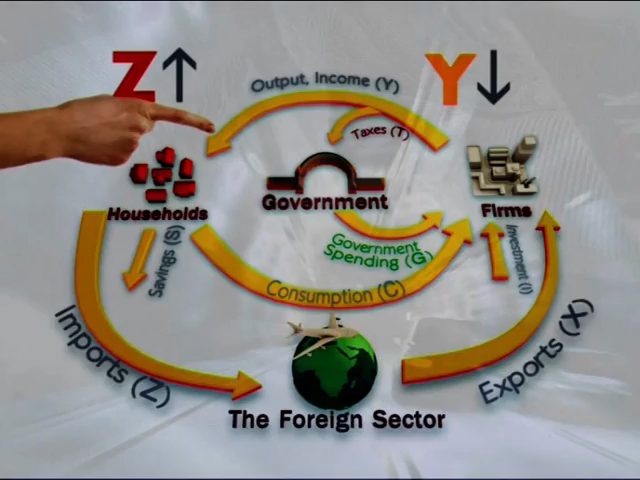 Z↑
Y↓
Output, Income (Y)
Taxes (T)
Households
Government
Firms
Savings (S)
Government
Spending (G)
Investment (I)
Consumption (C)
Imports (Z)
Exports (X)
The Foreign Sector